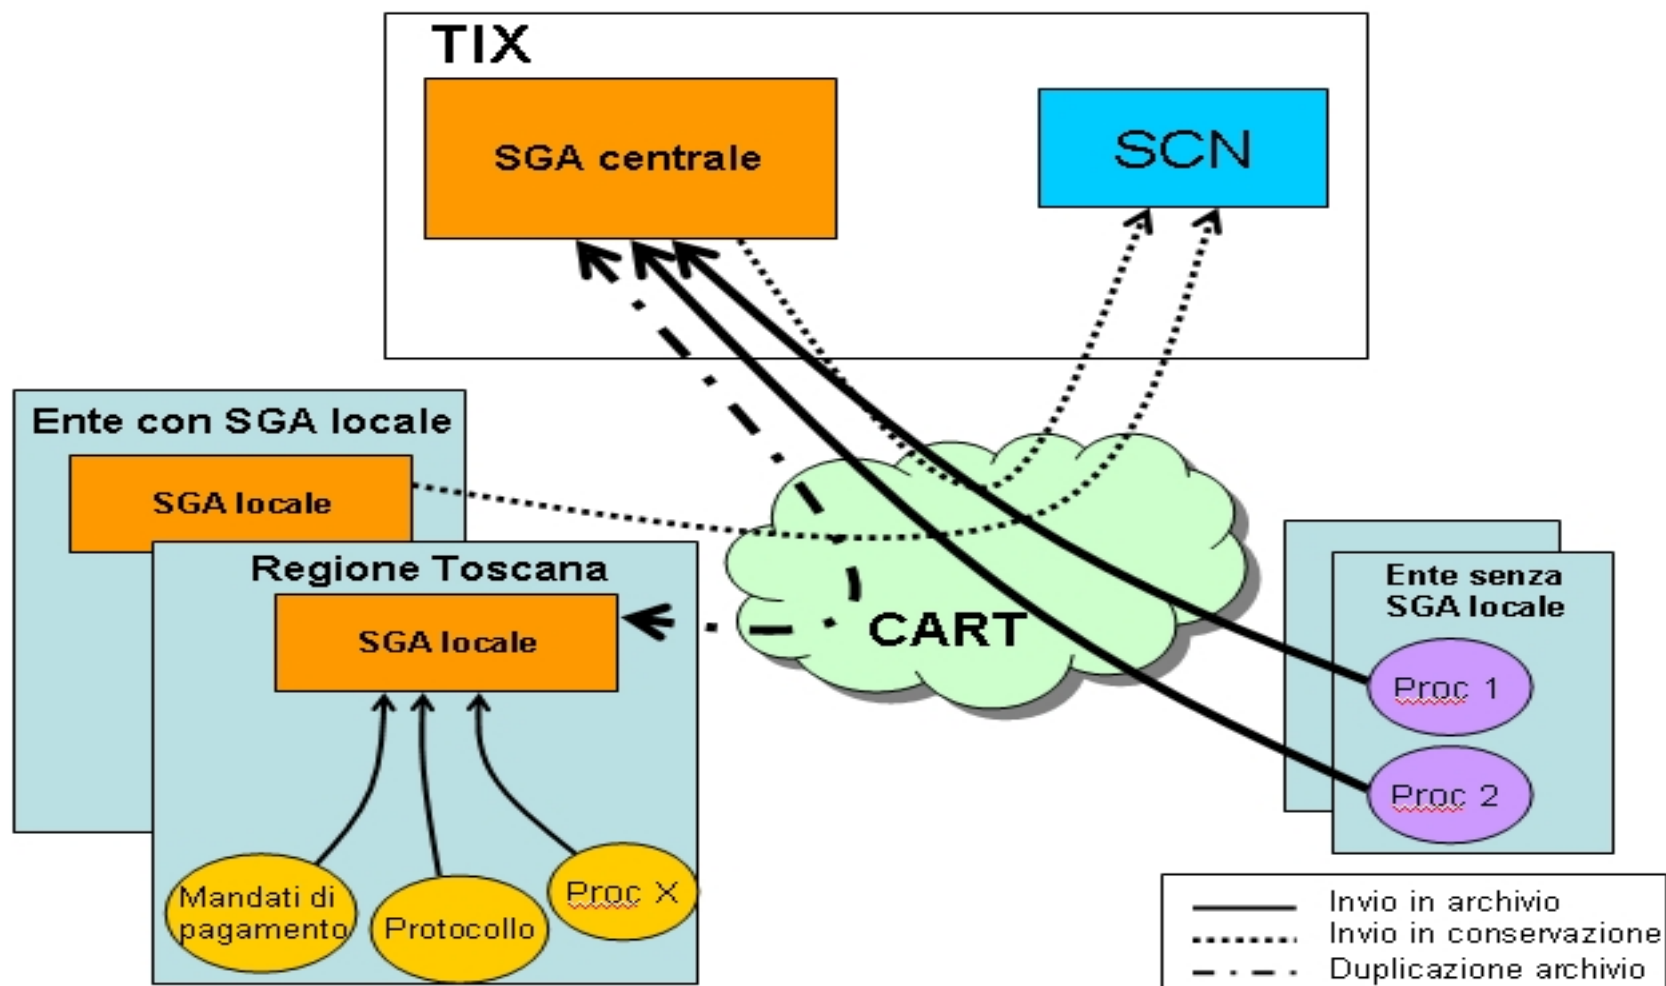 TIX
SGA centrale
SCN
Ente con SGA locale
SGA locale
Regione Toscana
SGA locale
Mandati di
pagamento
Protocollo
Proc X
CART
Ente senza
SGA locale
Proc 1
Proc 2
Invio in archivio
Invio in conservazione
Duplicazione archivio